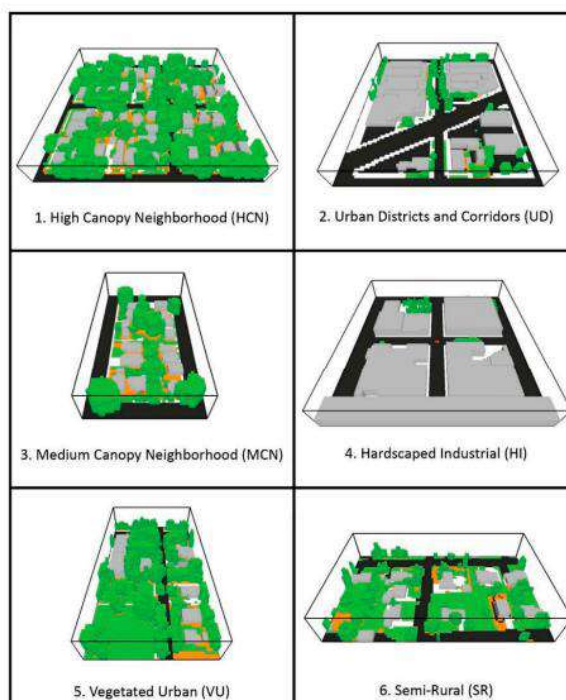 1. High Canopy Neighborhood (HCN)
2. Urban Districts and Corridors (UD)
3. Medium Canopy Neighborhood (MCN)
4. Hardscaped Industrial (HI)
5. Vegetated Urban (VU)
6. Semi-Rural (SR)